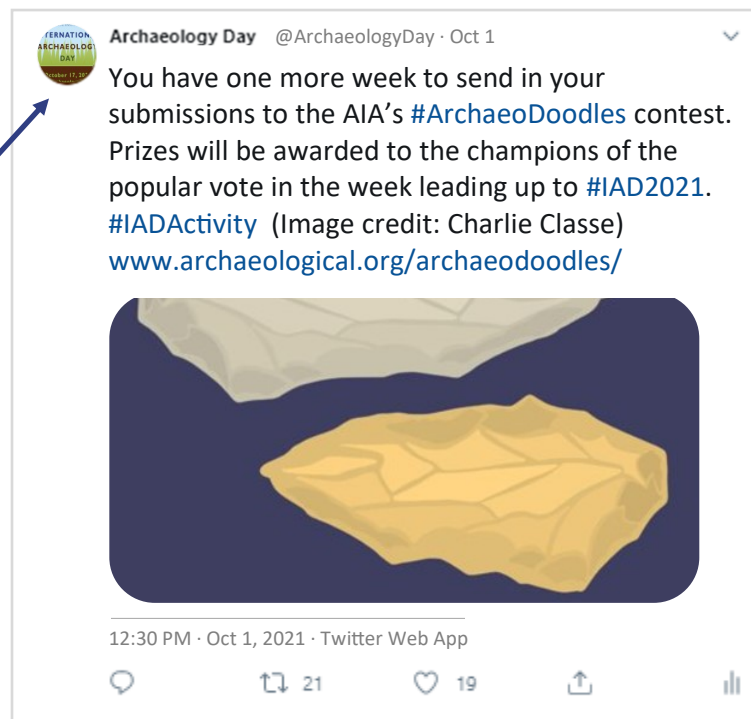 TERNATION
ARCHAEOLOG
DAY
Archaeology Day @ArchaeologyDay · Oct 1
You have one more week to send in your
submissions to the AIA’s #ArchaeoDoodles contest.
Prizes will be awarded to the champions of the
popular vote in the week leading up to #IAD2021.
#IADActivity (Image credit: Charlie Classe)
www.archaeological.org/archaeodoodles/
12:30 PM · Oct 1, 2021 · Twitter Web App
21 19